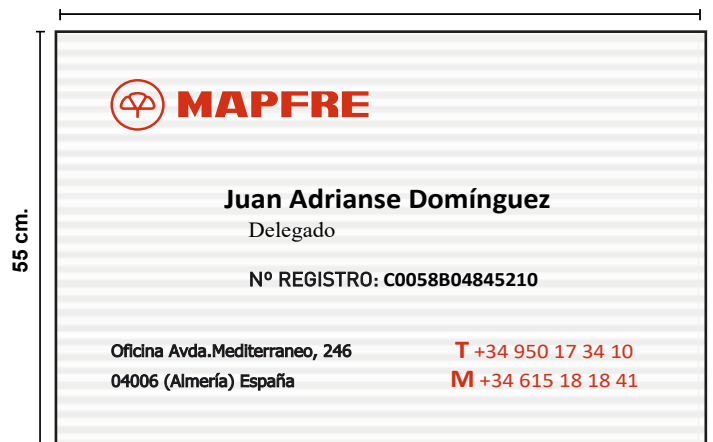 MAPFRE
Juan Adrianse Domínguez
Delegado
Nº REGISTRO: C0058B04845210
55 cm.
Oficina Avda.Mediterraneo, 246
04006 (Almería) España
T +34 950 17 34 10
M +34 615 18 18 41